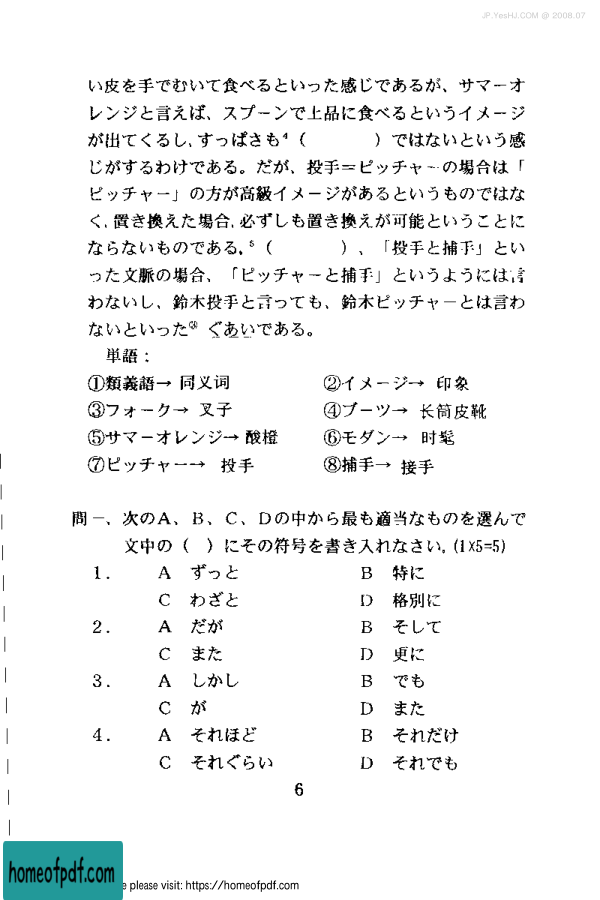 JP.YesHJ.COM @ 2008.07
い皮を手でむいて食べるといった感じであるが、サマーオ
レンジと言えば、スプーンで上品に食べるというイメージ
が出てくるし,すっぱさも⁴（　　　）ではないという感
じがするわけである。だが、投手＝ピッチャーの場合は「
ピッチャー」の方が高級イメージがあるというものではな
く,置き換えた場合,必ずしも置き換えが可能ということに
ならないものである。⁵（　　　）、「投手と捕手」とい
った文脈の場合、「ピッチャーと捕手」というようには言
わないし、鈴木投手と言っても、鈴木ピッチャーとは言わ
ないといった ぐあいである。
単語：
①類義語→ 同义词　②イメージ→ 印象
③フォーク→ 叉子　④ブーツ→ 长筒皮靴
⑤サマーオレンジ→ 酸橙　⑥モダン→ 时髦
⑦ピッチャー→ 投手　⑧捕手→ 接手
問一、次のA、B、C、Dの中から最も適当なものを選んで
文中の（　）にその符号を書き入れなさい。(1X5=5)
1．　A　ずっと　B　特に
C　わざと　D　格別に
2．　A　だが　B　そして
C　また　D　更に
3．　A　しかし　B　でも
C　が　D　また
4．　A　それほど　B　それだけ
C　それぐらい　D　それでも
6
homeofpdf.com
e please visit: https://homeofpdf.com